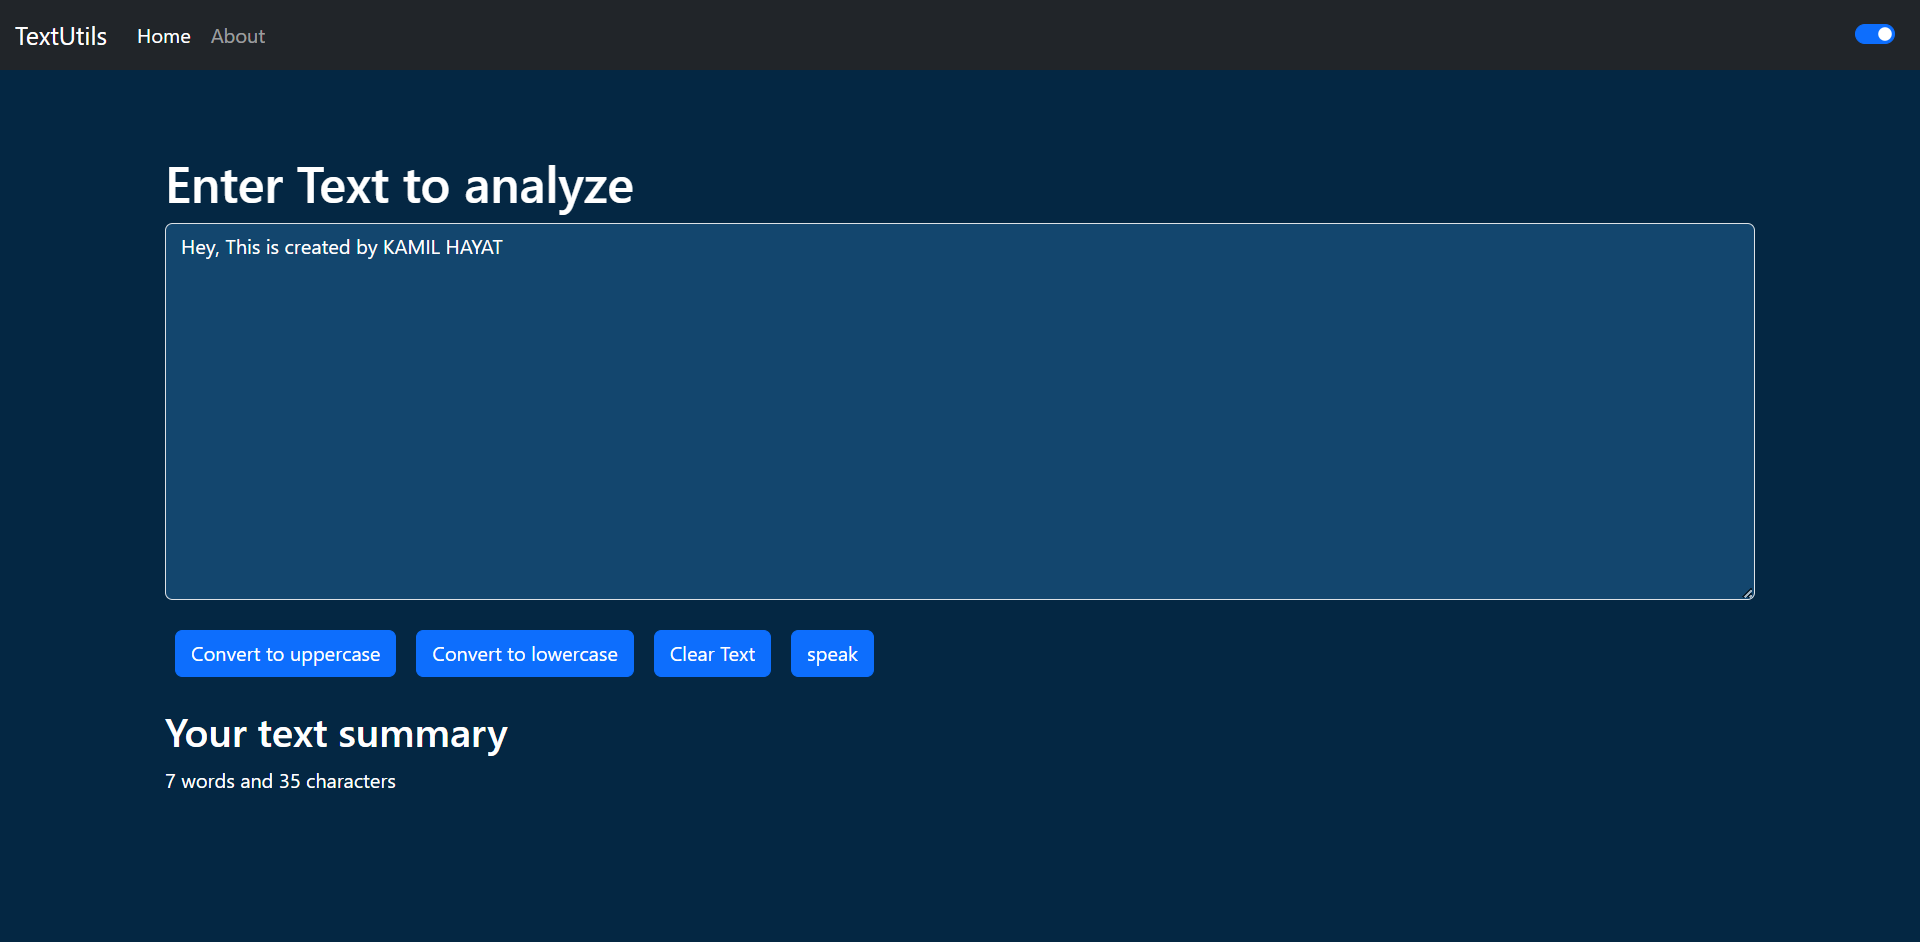 TextUtils Home About
Enter Text to analyze
Hey, This is created by KAMIL HAYAT
Convert to uppercase Convert to lowercase Clear Text speak
Your text summary
7 words and 35 characters